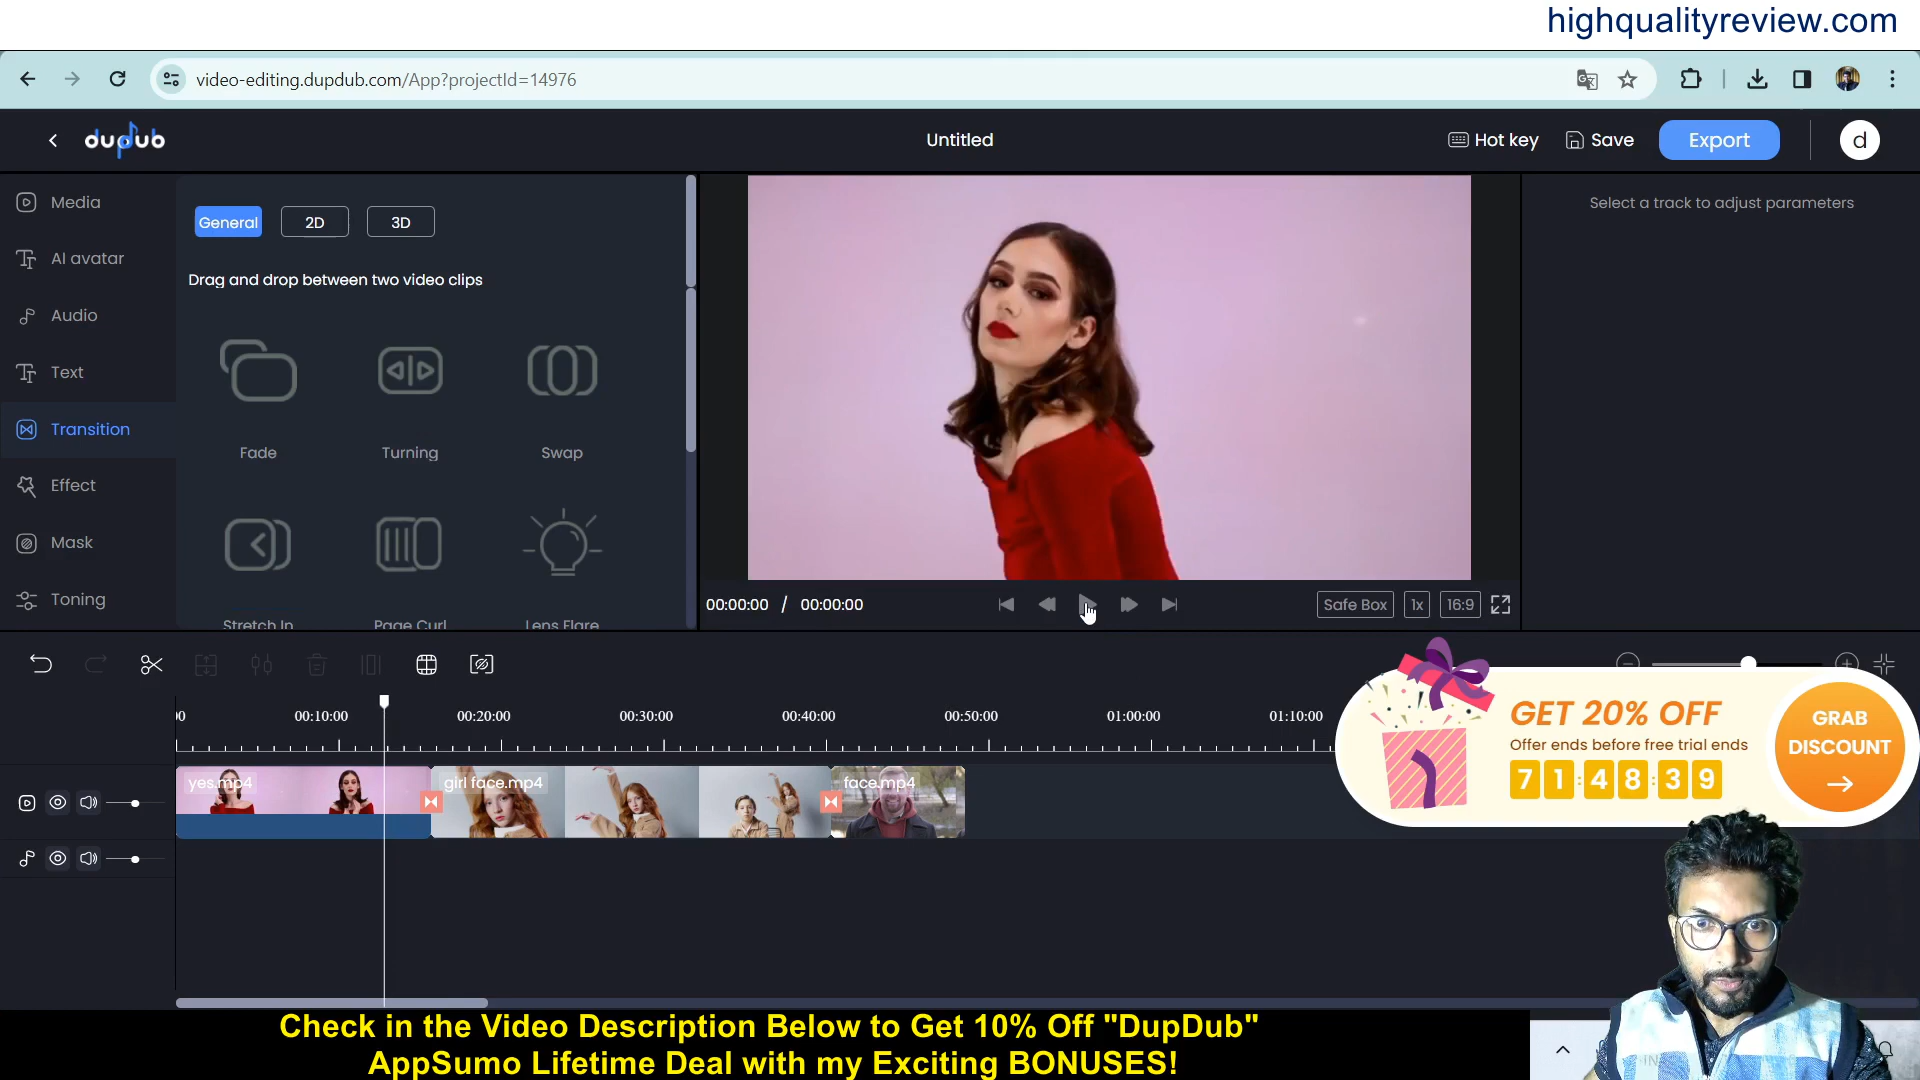 highqualityreview.com
video-editing.dupdub.com/App?projectId=14976
dupdub
Untitled
Hot key
Save
Export
d
Media
AI avatar
Audio
Text
Transition
Effect
Mask
Toning
General
2D
3D
Drag and drop between two video clips
Fade
Turning
Swap
Stretch In
Page Curl
Lens Flare
Select a track to adjust parameters
00:00:00 / 00:00:00
Safe Box
1x
16:9
00:10:00
00:20:00
00:30:00
00:40:00
00:50:00
01:00:00
01:10:00
yes.mp4
girl face.mp4
face.mp4
GET 20% OFF
Offer ends before free trial ends
71:48:39
GRAB
DISCOUNT
Check in the Video Description Below to Get 10% Off "DupDub"
AppSumo Lifetime Deal with my Exciting BONUSES!